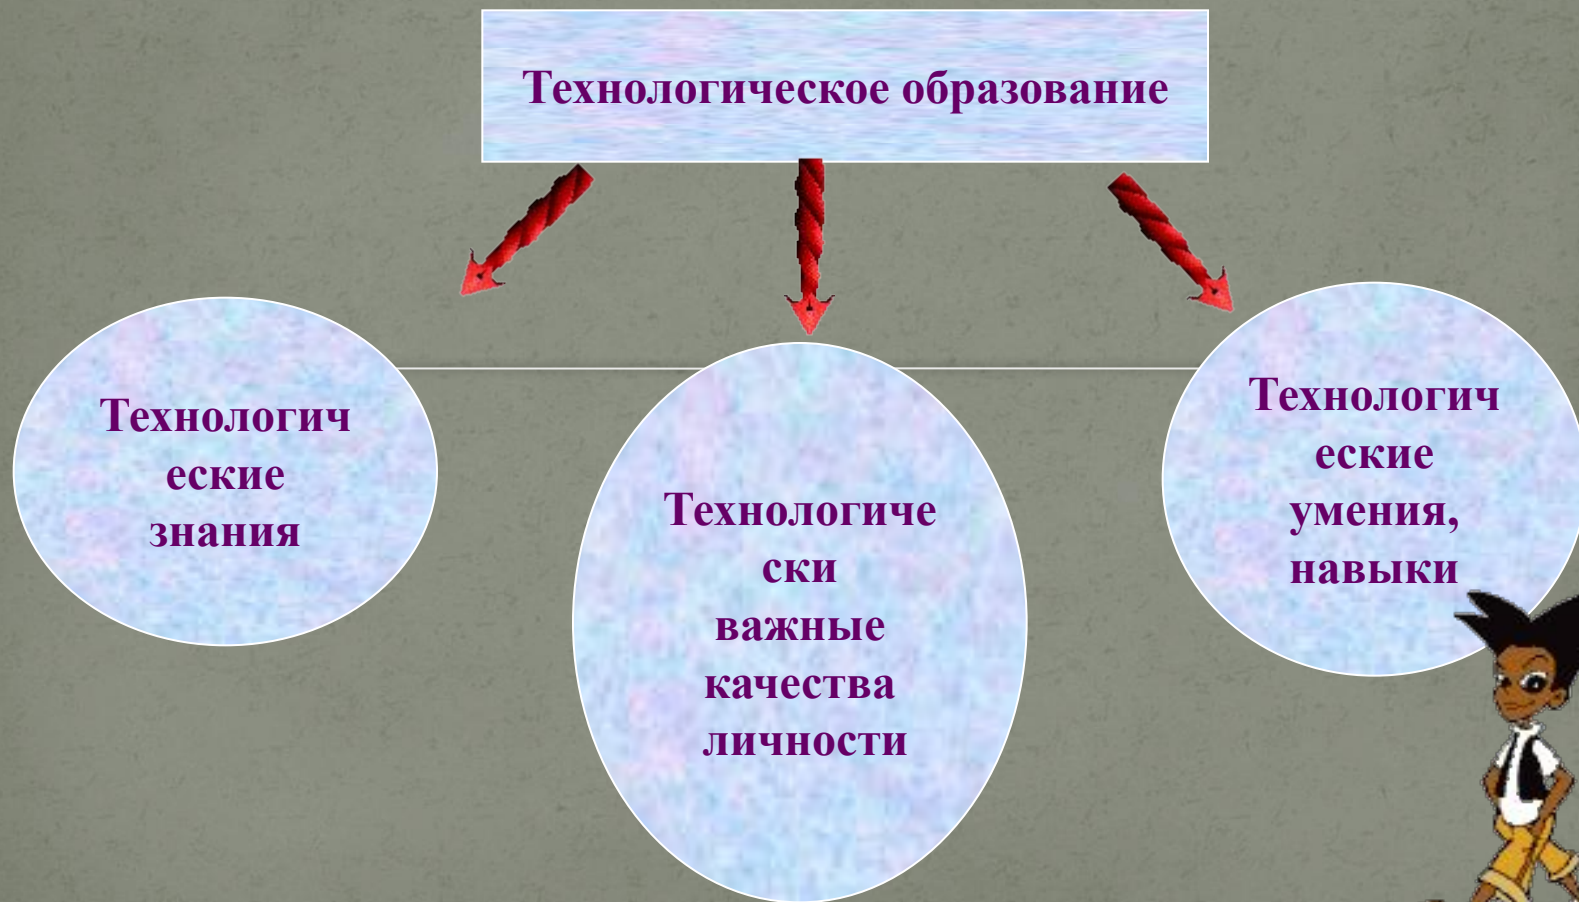 Технологическое образование
Технологич
еские
знания
Технологиче
ски
важные
качества
личности
Технологич
еские
умения,
навыки